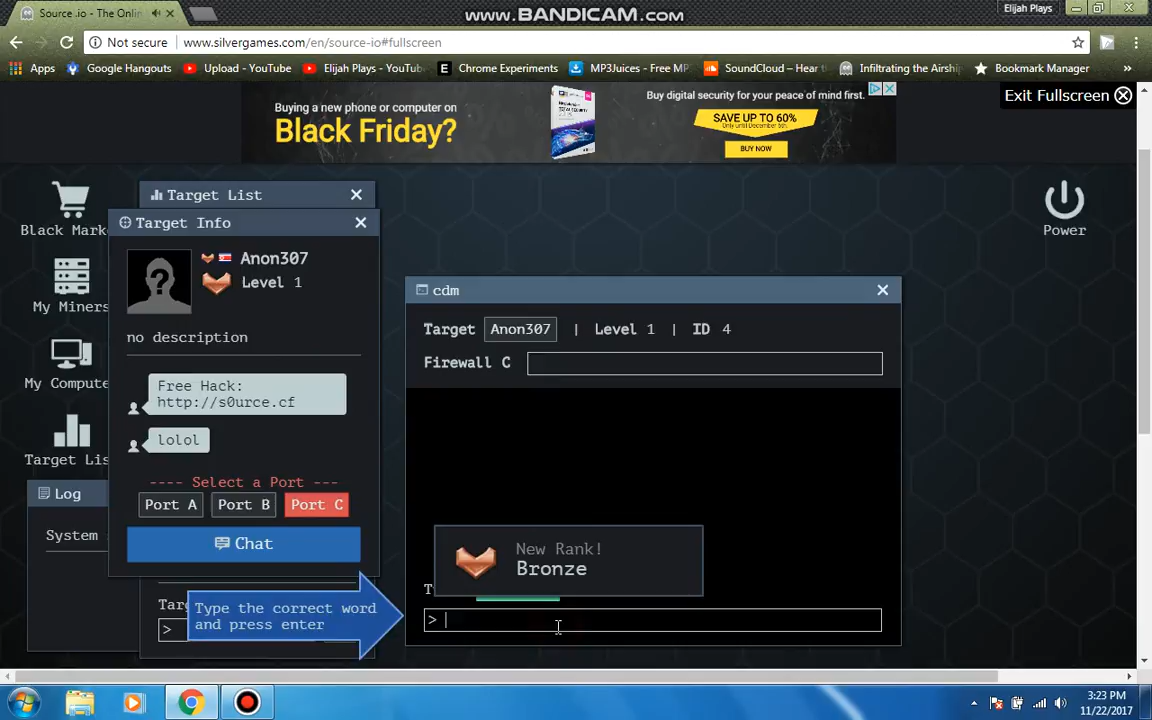 www.BANDICAM.com
Source .io - The Onlin
Elijah Plays
Not secure | www.silvergames.com/en/source-io#fullscreen
Apps
Google Hangouts
Upload - YouTube
Elijah Plays - YouTub
Chrome Experiments
MP3Juices - Free MP
SoundCloud – Hear t
Infiltrating the Airship
Bookmark Manager
»
Exit Fullscreen
Buying a new phone or computer on
Black Friday?
Buy digital security for your peace of mind first.
SAVE UP TO 60%
Only until December 5th.
BUY NOW
Black Mark
My Miners
My Compute
Target Lis
Power
Target List
Target Info
Anon307
Level 1
no description
Free Hack:
http://s0urce.cf
lolol
---- Select a Port ---
Port A
Port B
Port C
Chat
Log
System
Targ
>
Type the correct word
and press enter
cdm
Target Anon307 | Level 1 | ID 4
Firewall C
New Rank!
Bronze
T
>
3:23 PM
11/22/2017